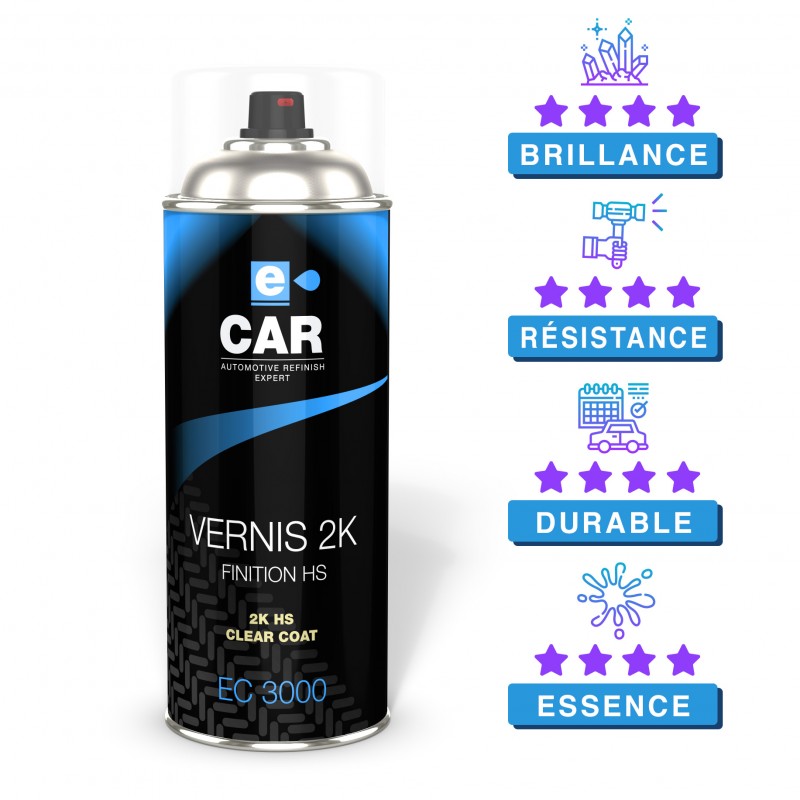 e
CAR
AUTOMOTIVE REFINISH
EXPERT
VERNIS 2K
FINITION HS
2K HS
CLEAR COAT
EC 3000
BRILLANCE
RÉSISTANCE
DURABLE
ESSENCE